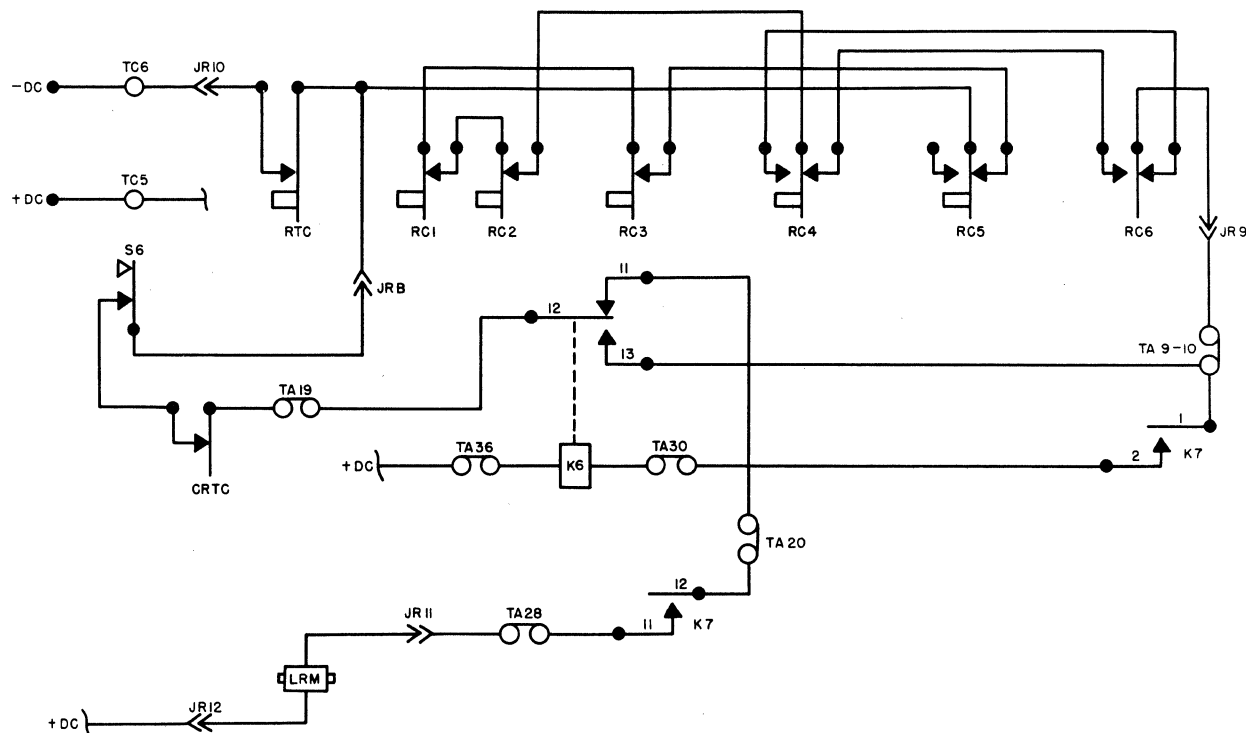 -DC TC6 JR10
+DC TC5
RTC RC1 RC2 RC3 RC4 RC5 RC6
JR9
S6
JRB
11
12
13
TA 9-10
TA19
1
K7
2
+DC TA36 K6 TA30
CRTC
TA20
12
K7
11
JR11 TA28
LRM
+DC JR12